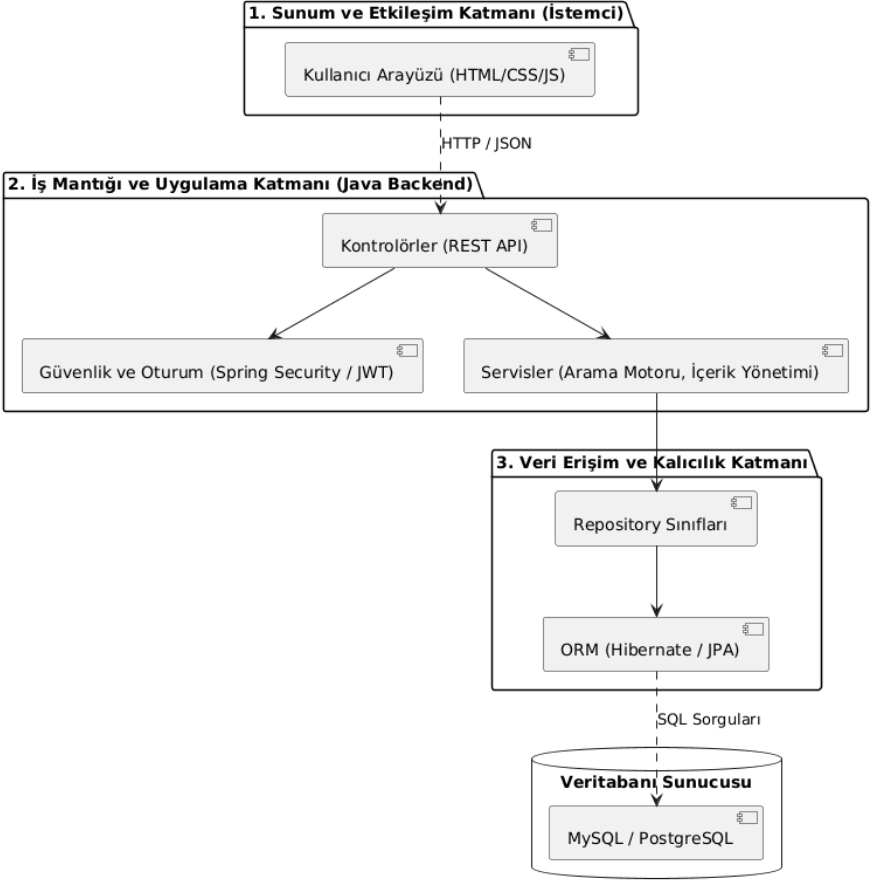 1. Sunum ve Etkileşim Katmanı (İstemci)
Kullanıcı Arayüzü (HTML/CSS/JS)
HTTP / JSON
2. İş Mantığı ve Uygulama Katmanı (Java Backend)
Kontrolörler (REST API)
Güvenlik ve Oturum (Spring Security / JWT)
Servisler (Arama Motoru, İçerik Yönetimi)
3. Veri Erişim ve Kalıcılık Katmanı
Repository Sınıfları
ORM (Hibernate / JPA)
SQL Sorguları
Veritabanı Sunucusu
MySQL / PostgreSQL